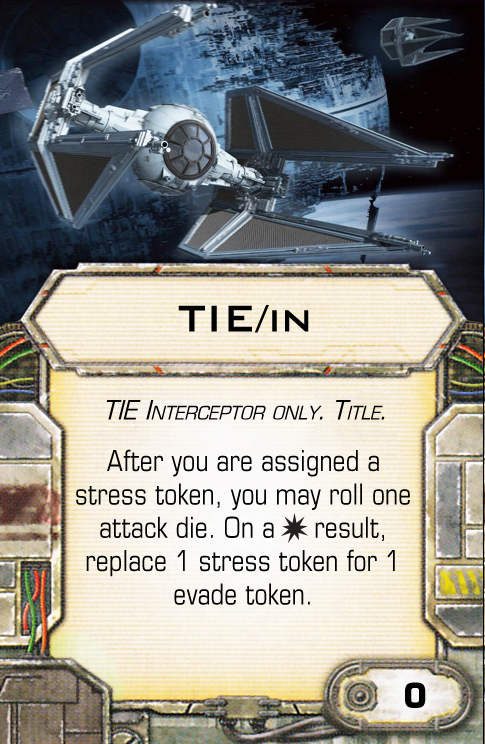 TIE/IN
TIE INTERCEPTOR ONLY. TITLE.
After you are assigned a
stress token, you may roll one
attack die. On a result,
replace 1 stress token for 1
evade token.
0